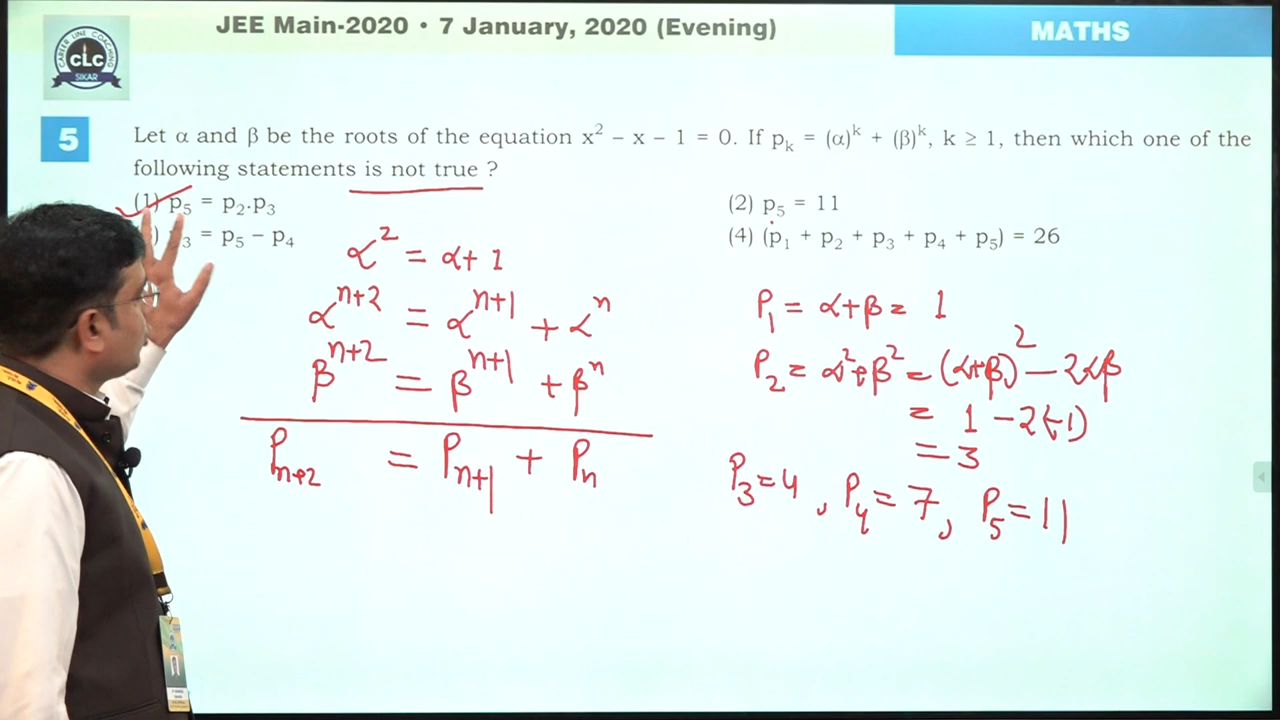 JEE Main-2020 • 7 January, 2020 (Evening)
MATHS
CAREER LINE COACHING
CLC
SIKAR
5
Let α and β be the roots of the equation x² − x − 1 = 0. If pₖ = (α)ᵏ + (β)ᵏ, k ≥ 1, then which one of the
following statements is not true ?
(1) p₅ = p₂.p₃
(2) p₅ = 11
) ₃ = p₅ − p₄
(4) (p₁ + p₂ + p₃ + p₄ + p₅) = 26
α² = α+1
αⁿ⁺² = αⁿ⁺¹ + αⁿ
βⁿ⁺² = βⁿ⁺¹ + βⁿ
Pₙ₊₂ = Pₙ₊₁ + Pₙ
P₁ = α+β = 1
P₂ = α²+β² = (α+β)² − 2αβ
= 1 − 2(−1)
= 3
P₃=4, P₄=7, P₅=11